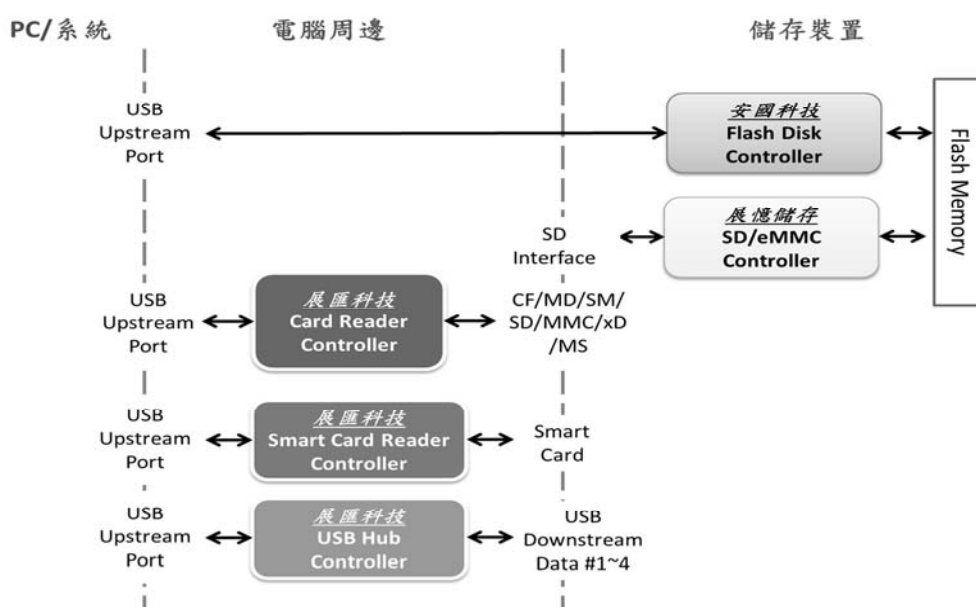 PC/系統 電腦周邊 儲存裝置
USB
Upstream
Port
安國科技
Flash Disk
Controller
Flash Memory
展憶儲存
SD/eMMC
Controller
SD
Interface
USB
Upstream
Port
展匯科技
Card Reader
Controller
CF/MD/SM/
SD/MMC/xD
/MS
USB
Upstream
Port
展匯科技
Smart Card Reader
Controller
Smart
Card
USB
Upstream
Port
展匯科技
USB Hub
Controller
USB
Downstream
Data #1~4